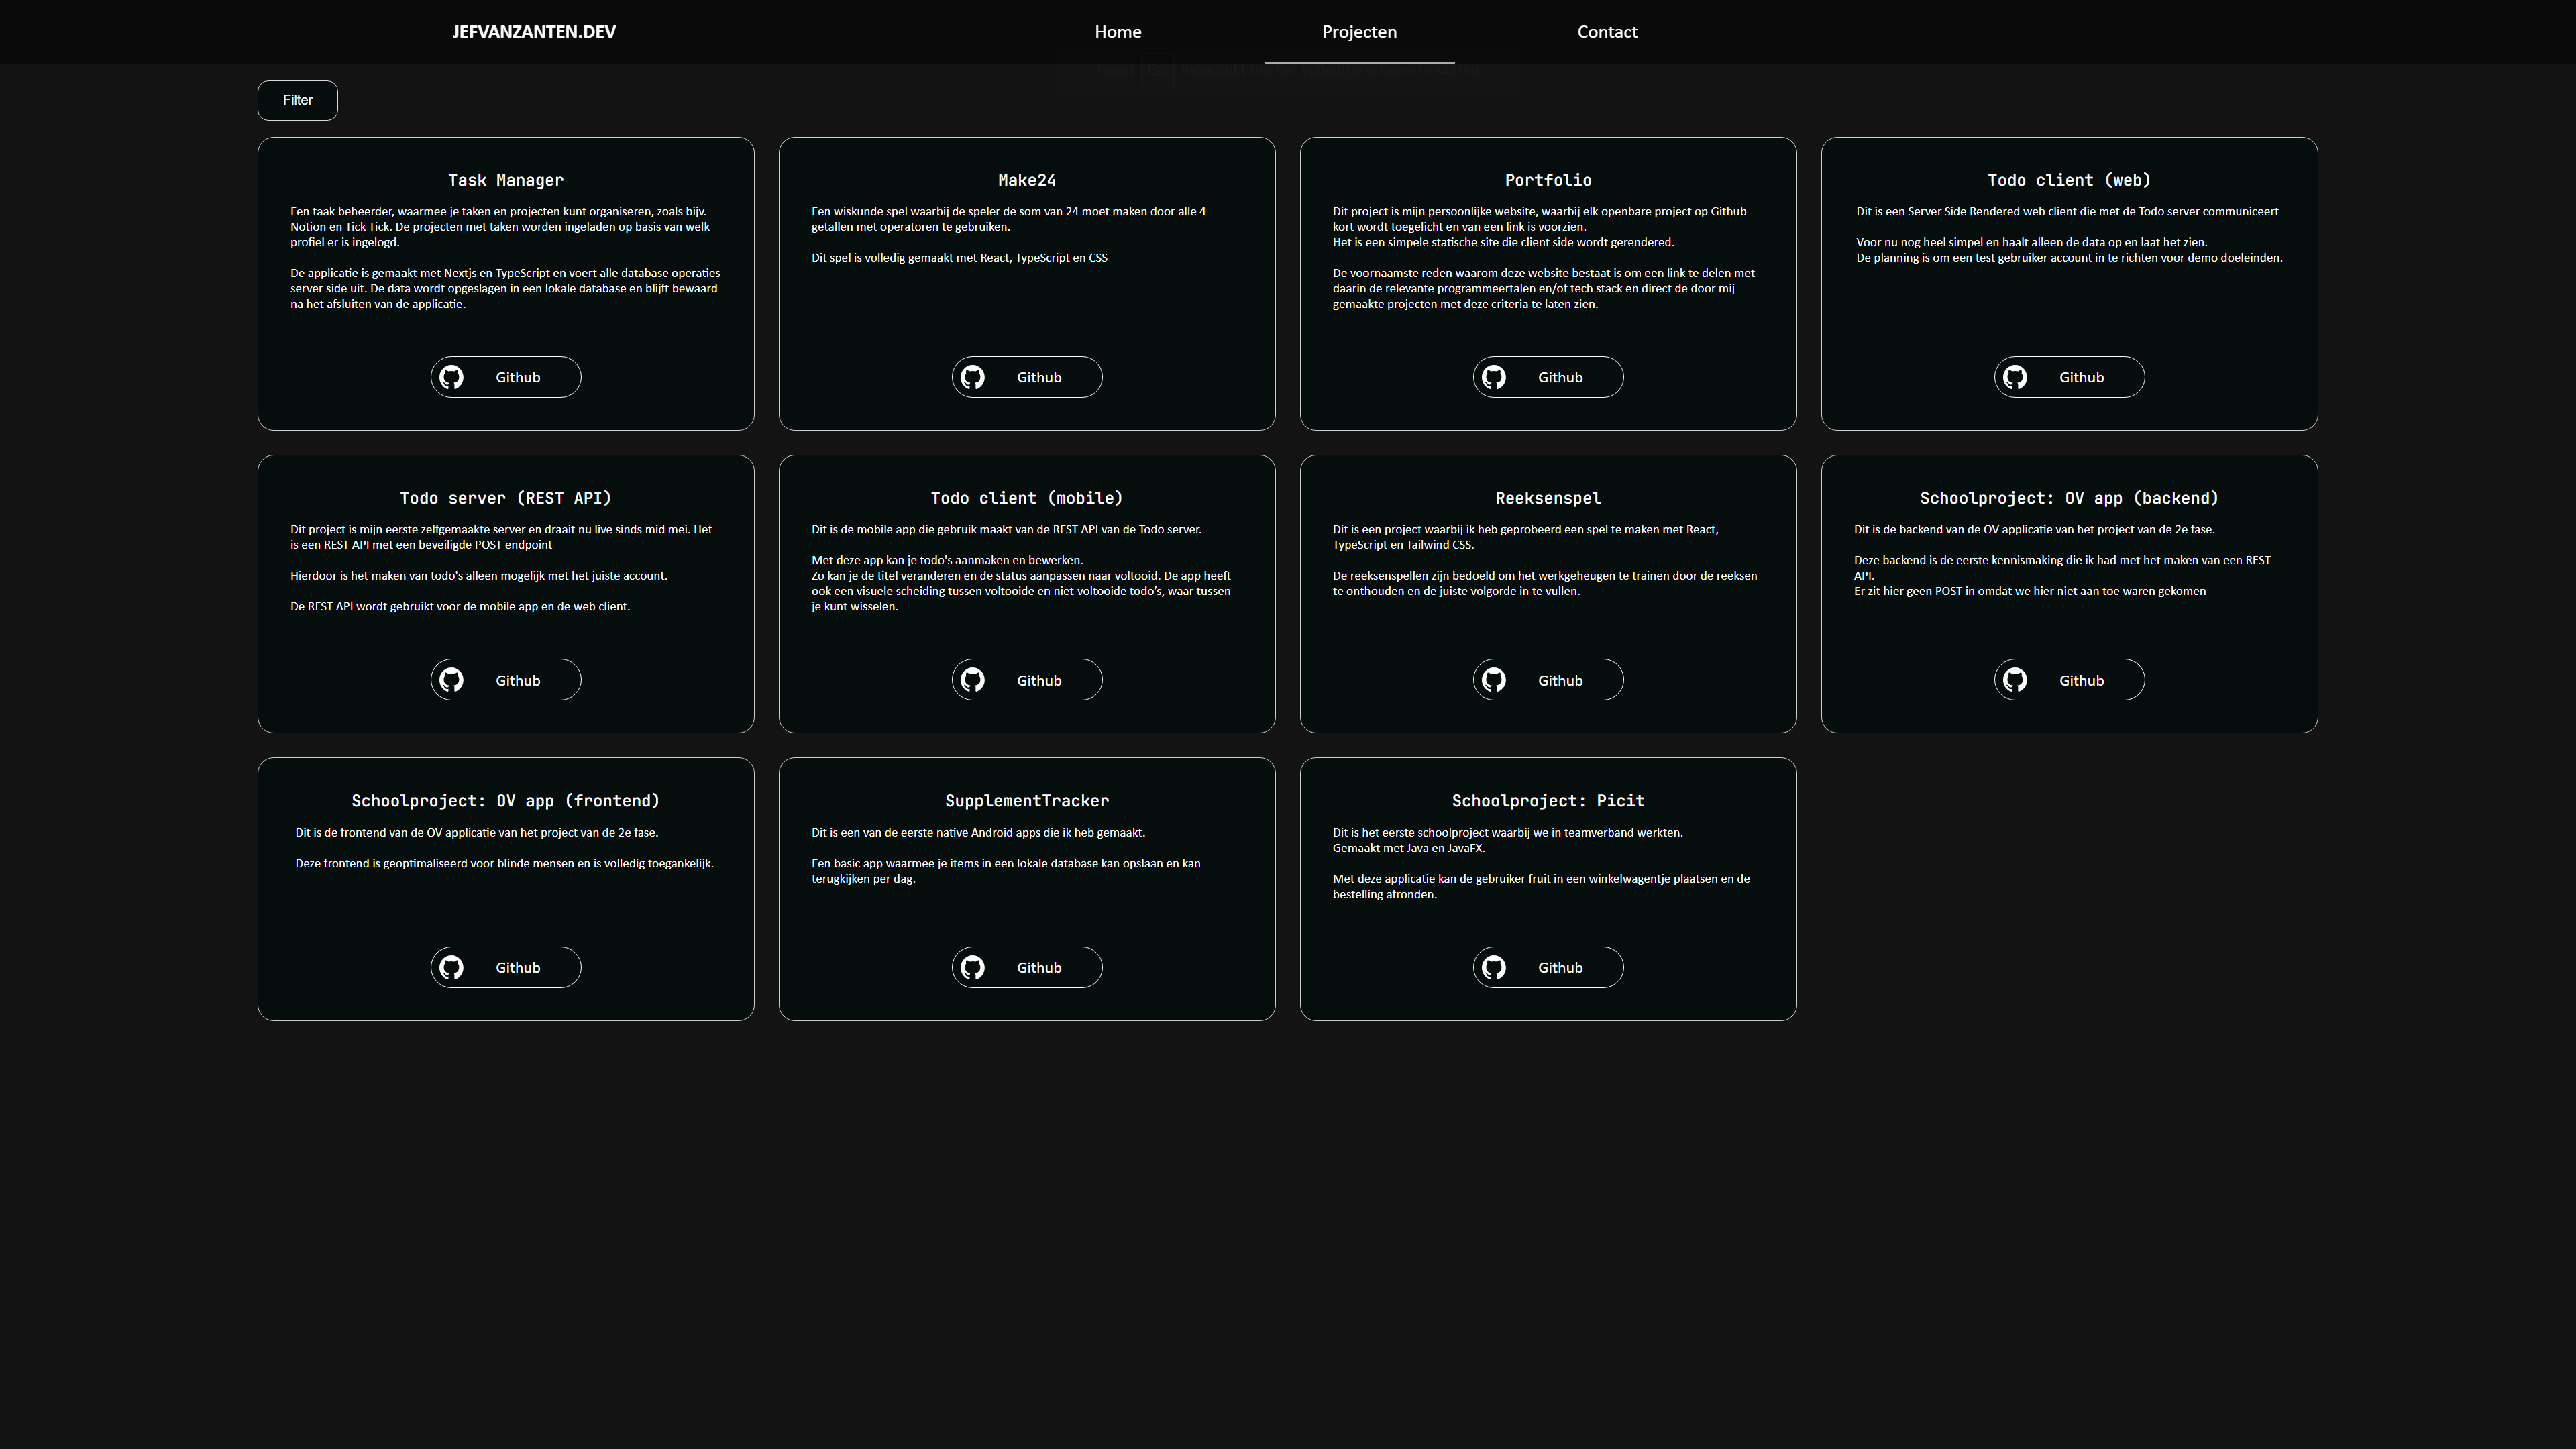 JEFVANZANTEN.DEV
Home
Projecten
Contact
Filter
Task Manager
Een taak beheerder, waarmee je taken en projecten kunt organiseren, zoals bijv.
Notion en Tick Tick. De projecten met taken worden ingeladen op basis van welk
profiel er is ingelogd.
De applicatie is gemaakt met Nextjs en TypeScript en voert alle database operaties
server side uit. De data wordt opgeslagen in een lokale database en blijft bewaard
na het afsluiten van de applicatie.
Github
Make24
Een wiskunde spel waarbij de speler de som van 24 moet maken door alle 4
getallen met operatoren te gebruiken.
Dit spel is volledig gemaakt met React, TypeScript en CSS
Github
Portfolio
Dit project is mijn persoonlijke website, waarbij elk openbare project op Github
kort wordt toegelicht en van een link is voorzien.
Het is een simpele statische site die client side wordt gerendered.
De voornaamste reden waarom deze website bestaat is om een link te delen met
daarin de relevante programmeertalen en/of tech stack en direct de door mij
gemaakte projecten met deze criteria te laten zien.
Github
Todo client (web)
Dit is een Server Side Rendered web client die met de Todo server communiceert
Voor nu nog heel simpel en haalt alleen de data op en laat het zien.
De planning is om een test gebruiker account in te richten voor demo doeleinden.
Github
Todo server (REST API)
Dit project is mijn eerste zelfgemaakte server en draait nu live sinds mid mei. Het
is een REST API met een beveiligde POST endpoint
Hierdoor is het maken van todo's alleen mogelijk met het juiste account.
De REST API wordt gebruikt voor de mobile app en de web client.
Github
Todo client (mobile)
Dit is de mobile app die gebruik maakt van de REST API van de Todo server.
Met deze app kan je todo's aanmaken en bewerken.
Zo kan je de titel veranderen en de status aanpassen naar voltooid. De app heeft
ook een visuele scheiding tussen voltooide en niet-voltooide todo’s, waar tussen
je kunt wisselen.
Github
Reeksenspel
Dit is een project waarbij ik heb geprobeerd een spel te maken met React,
TypeScript en Tailwind CSS.
De reeksenspellen zijn bedoeld om het werkgeheugen te trainen door de reeksen
te onthouden en de juiste volgorde in te vullen.
Github
Schoolproject: OV app (backend)
Dit is de backend van de OV applicatie van het project van de 2e fase.
Deze backend is de eerste kennismaking die ik had met het maken van een REST
API.
Er zit hier geen POST in omdat we hier niet aan toe waren gekomen
Github
Schoolproject: OV app (frontend)
Dit is de frontend van de OV applicatie van het project van de 2e fase.
Deze frontend is geoptimaliseerd voor blinde mensen en is volledig toegankelijk.
Github
SupplementTracker
Dit is een van de eerste native Android apps die ik heb gemaakt.
Een basic app waarmee je items in een lokale database kan opslaan en kan
terugkijken per dag.
Github
Schoolproject: Picit
Dit is het eerste schoolproject waarbij we in teamverband werkten.
Gemaakt met Java en JavaFX.
Met deze applicatie kan de gebruiker fruit in een winkelwagentje plaatsen en de
bestelling afronden.
Github